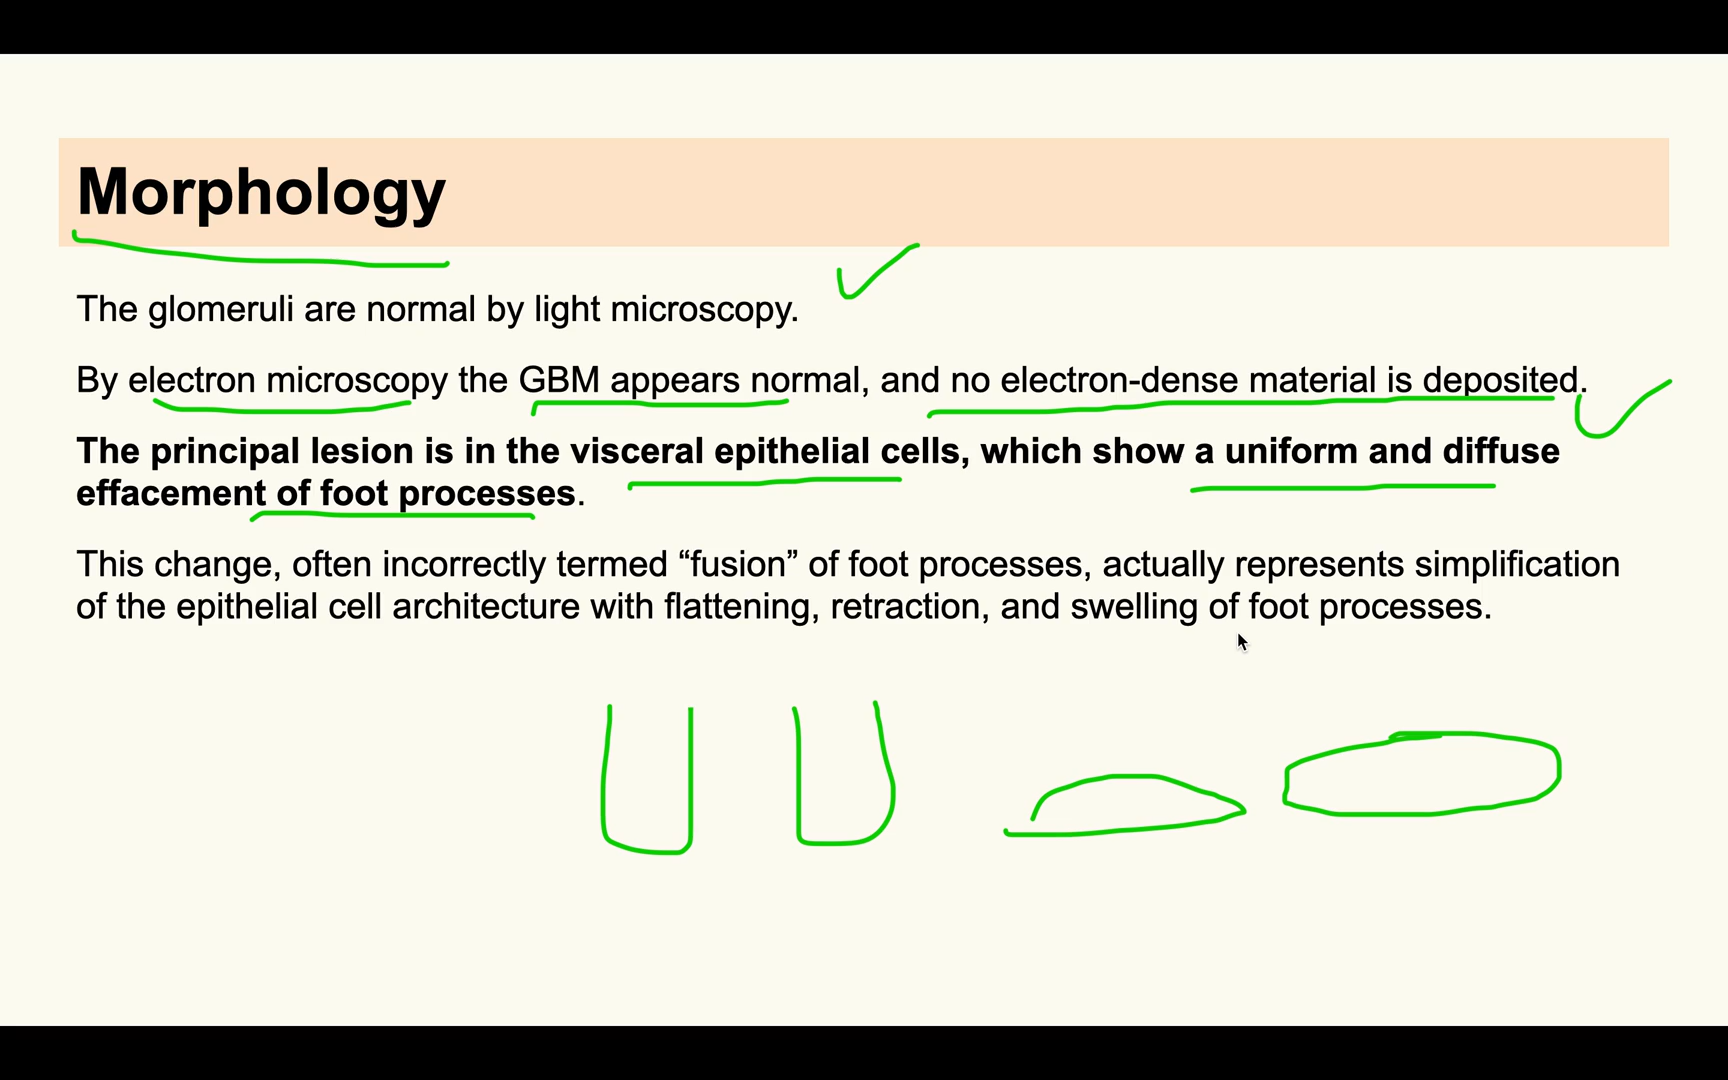 Morphology
The glomeruli are normal by light microscopy.
By electron microscopy the GBM appears normal, and no electron-dense material is deposited.
The principal lesion is in the visceral epithelial cells, which show a uniform and diffuse
effacement of foot processes.
This change, often incorrectly termed “fusion” of foot processes, actually represents simplification
of the epithelial cell architecture with flattening, retraction, and swelling of foot processes.